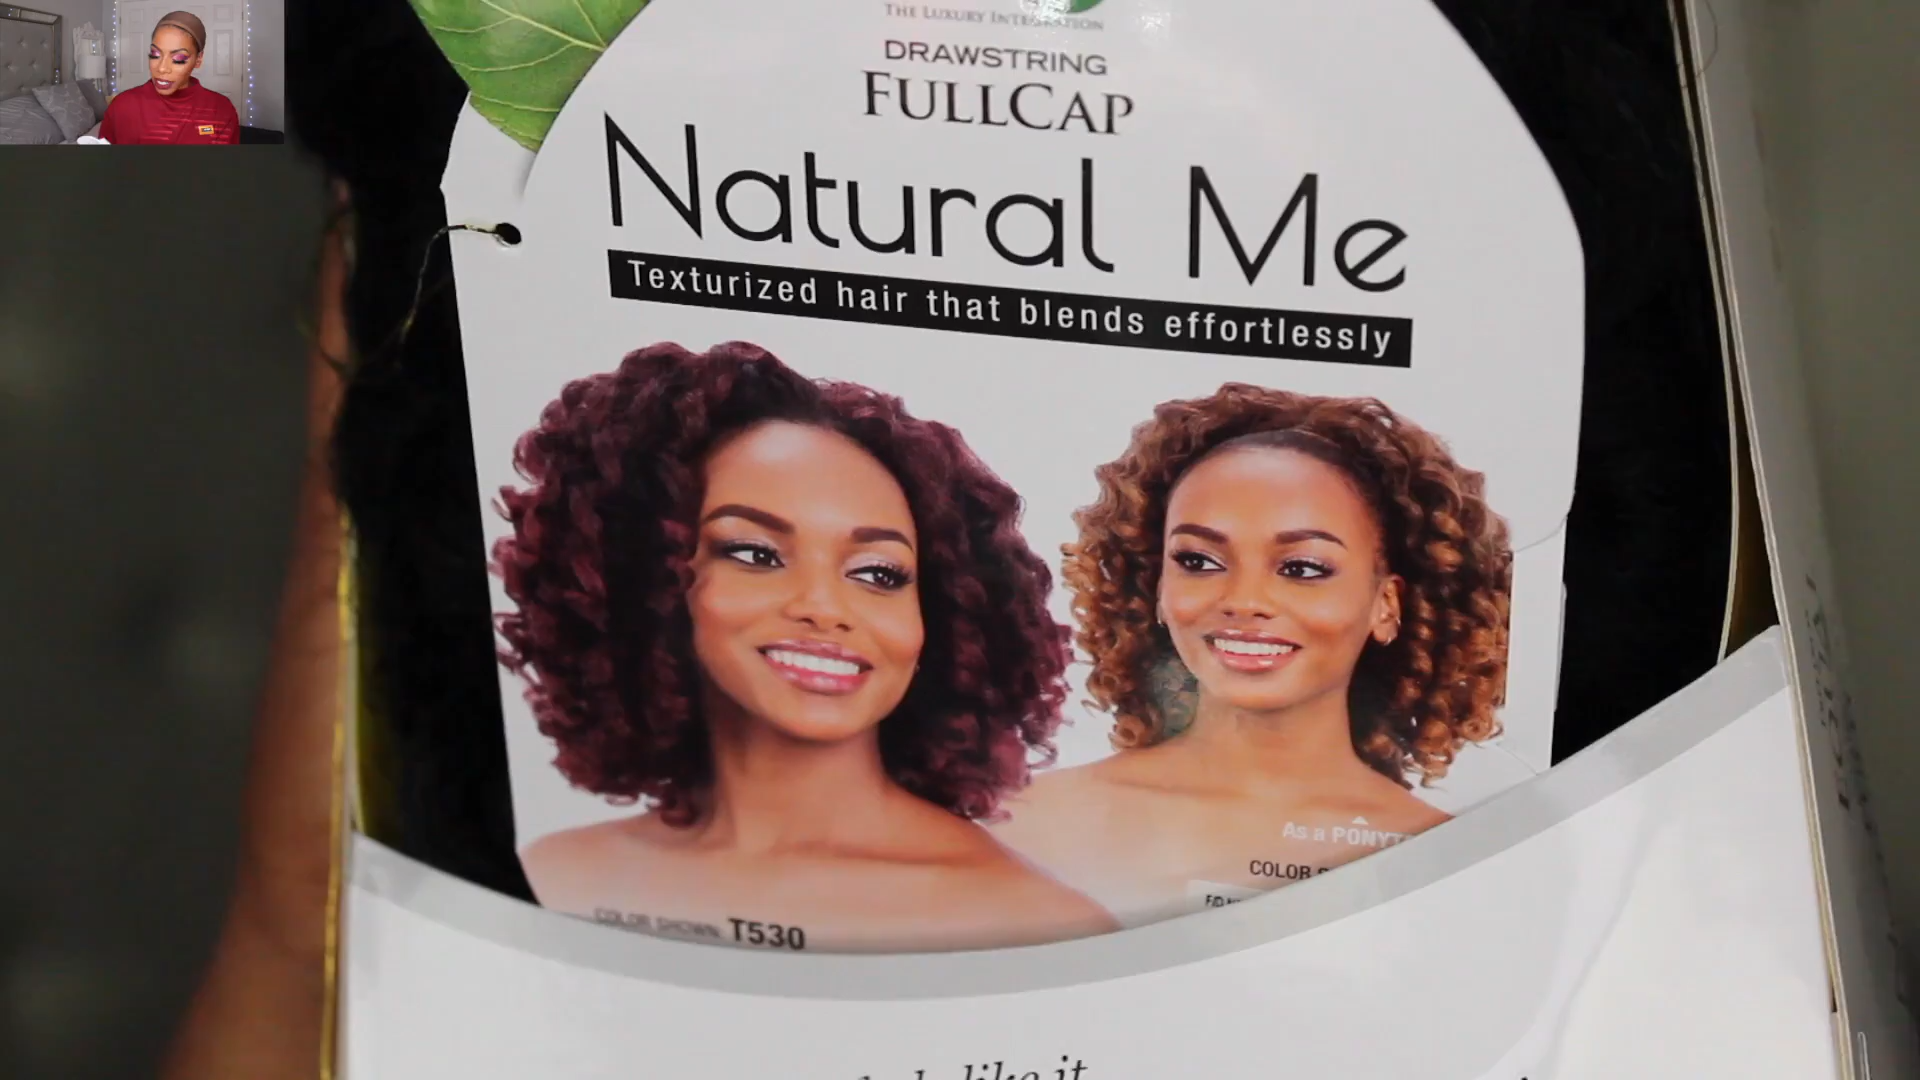 THE LUXURY INTEGRATION
DRAWSTRING
FULLCAP
Natural Me
Texturized hair that blends effortlessly
As a PONYT
COLOR
COLOR SHOWN: T530
like it